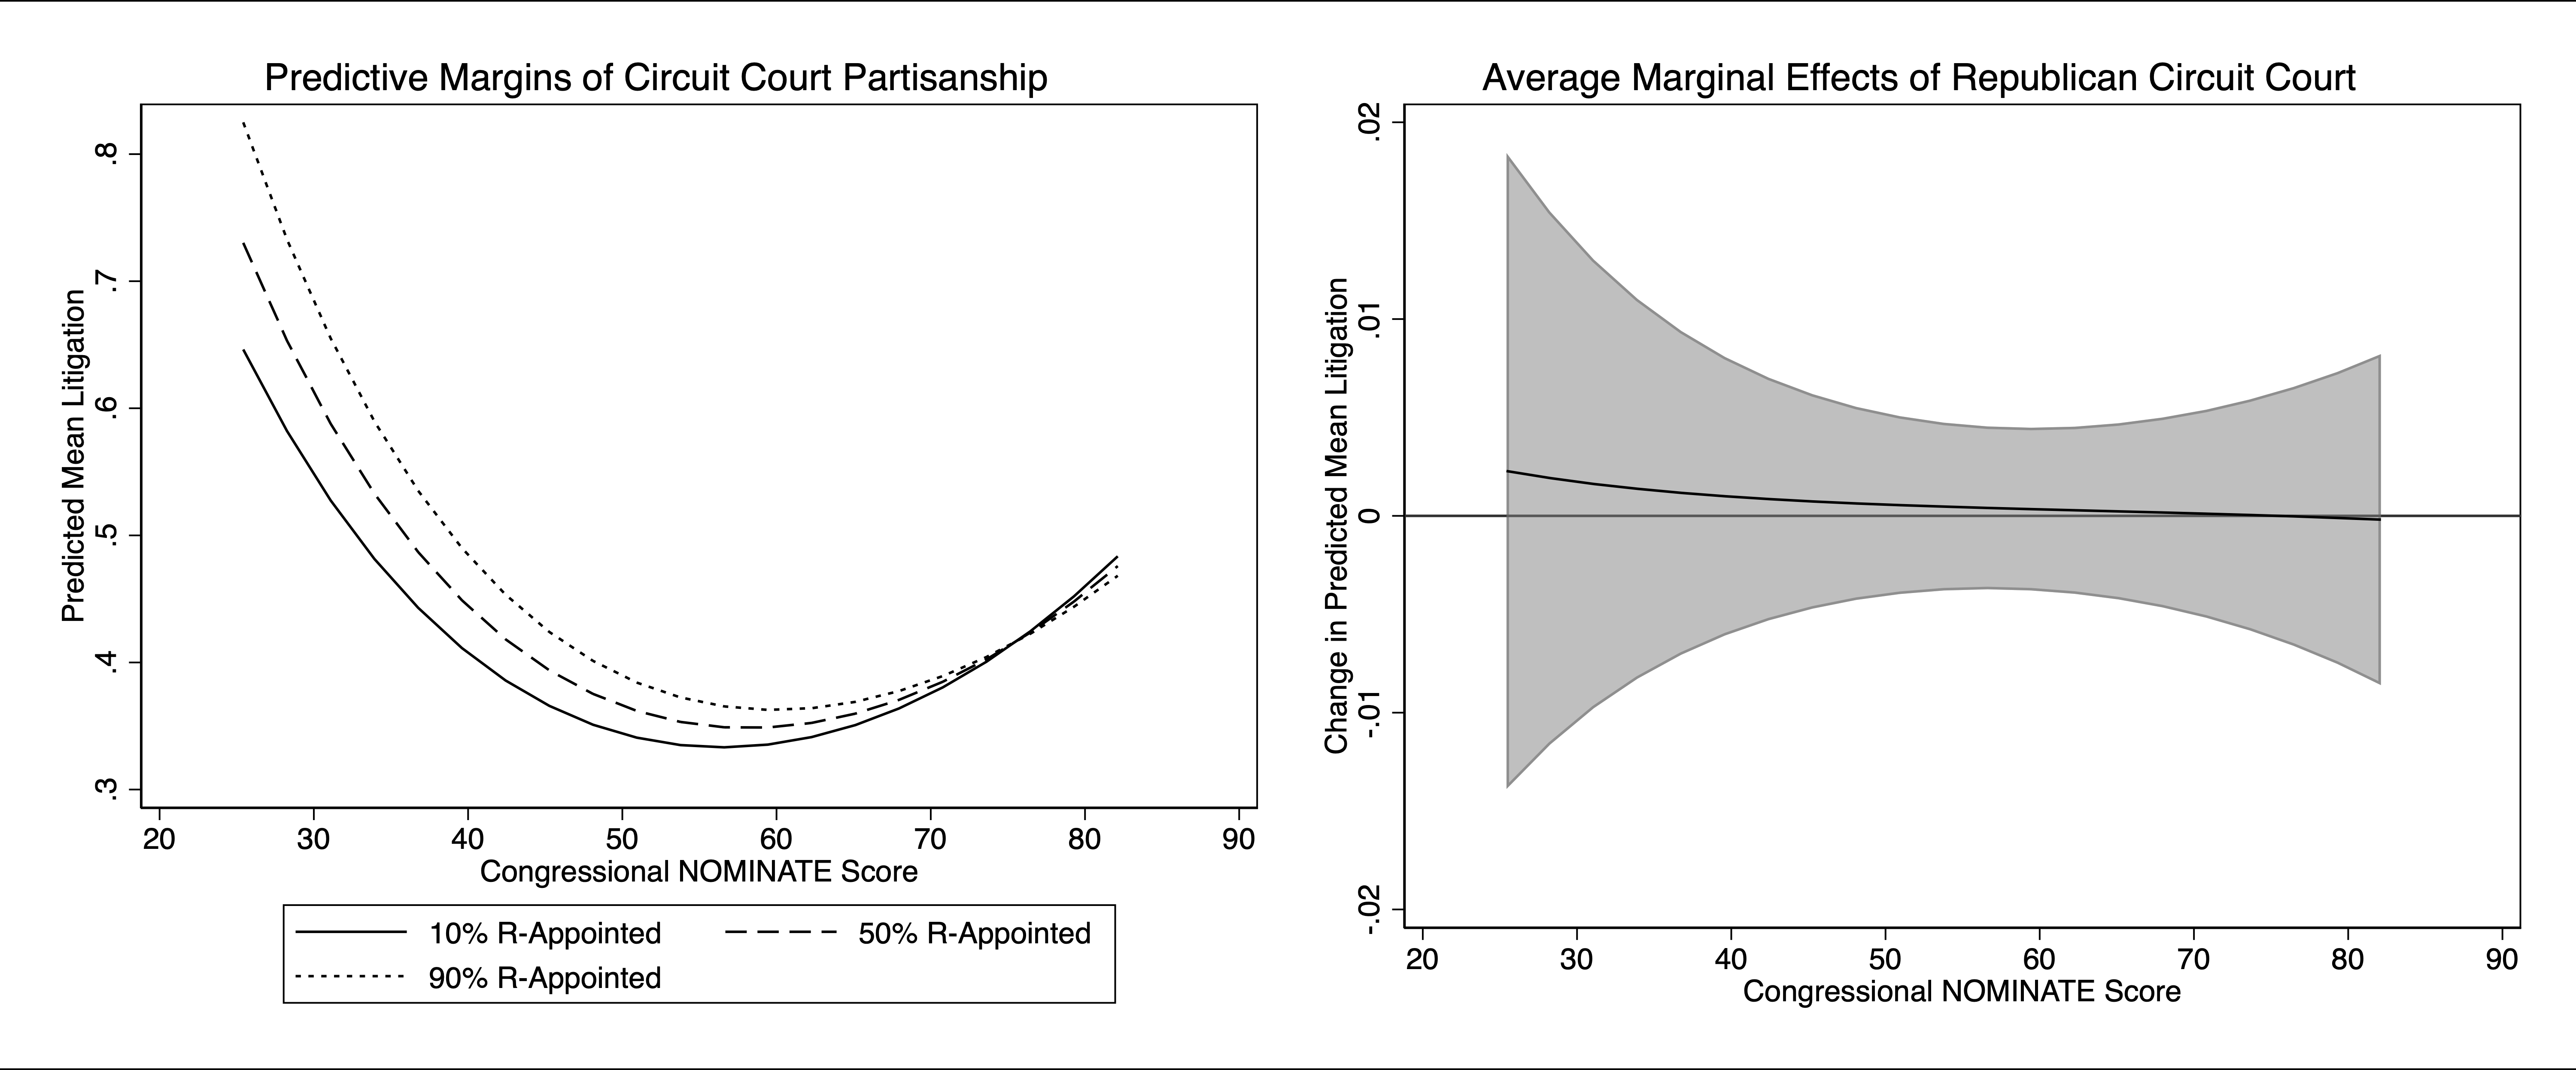 Predictive Margins of Circuit Court Partisanship
Predicted Mean Litigation
.8
.7
.6
.5
.4
.3
20 30 40 50 60 70 80 90
Congressional NOMINATE Score
10% R-Appointed 50% R-Appointed
90% R-Appointed
Average Marginal Effects of Republican Circuit Court
Change in Predicted Mean Litigation
.02
.01
0
-.01
-.02
20 30 40 50 60 70 80 90
Congressional NOMINATE Score